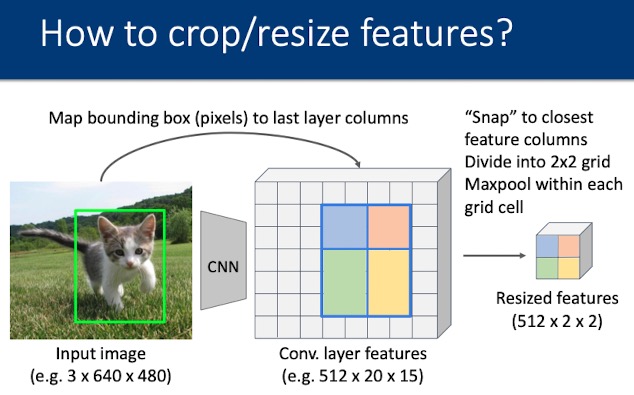 How to crop/resize features?
Map bounding box (pixels) to last layer columns
"Snap" to closest
feature columns
Divide into 2x2 grid
Maxpool within each
grid cell
CNN
Input image
(e.g. 3 x 640 x 480)
Conv. layer features
(e.g. 512 x 20 x 15)
Resized features
(512 x 2 x 2)